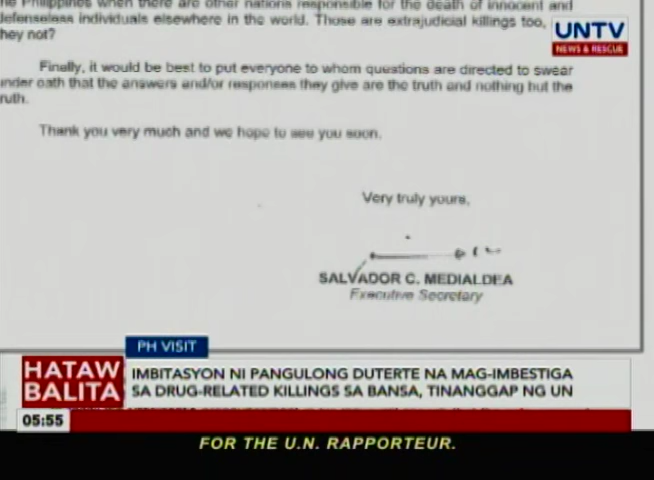 the Philippines when there are other nations responsible for the death of innocent and
defenseless individuals elsewhere in the world. Those are extrajudicial killings too,
hey not?
UNTV
NEWS & RESCUE
Finally, it would be best to put everyone to whom questions are directed to swear
under oath that the answers and/or responses they give are the truth and nothing but the
ruth.
Thank you very much and we hope to see you soon.
Very truly yours,
SALVADOR C. MEDIALDEA
Executive Secretary
PH VISIT
HATAW
BALITA
IMBITASYON NI PANGULONG DUTERTE NA MAG-IMBESTIGA
SA DRUG-RELATED KILLINGS SA BANSA, TINANGGAP NG UN
05:55
FOR THE U.N. RAPPORTEUR.